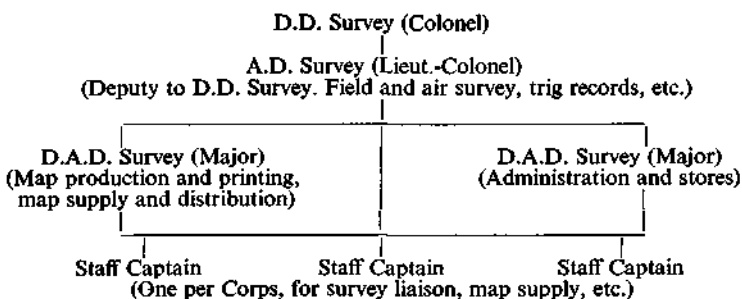 D.D. Survey (Colonel)
A.D. Survey (Lieut.-Colonel)
(Deputy to D.D. Survey. Field and air survey, trig records, etc.)
D.A.D. Survey (Major)
(Map production and printing,
map supply and distribution)
D.A.D. Survey (Major)
(Administration and stores)
Staff Captain Staff Captain Staff Captain
(One per Corps, for survey liaison, map supply, etc.)